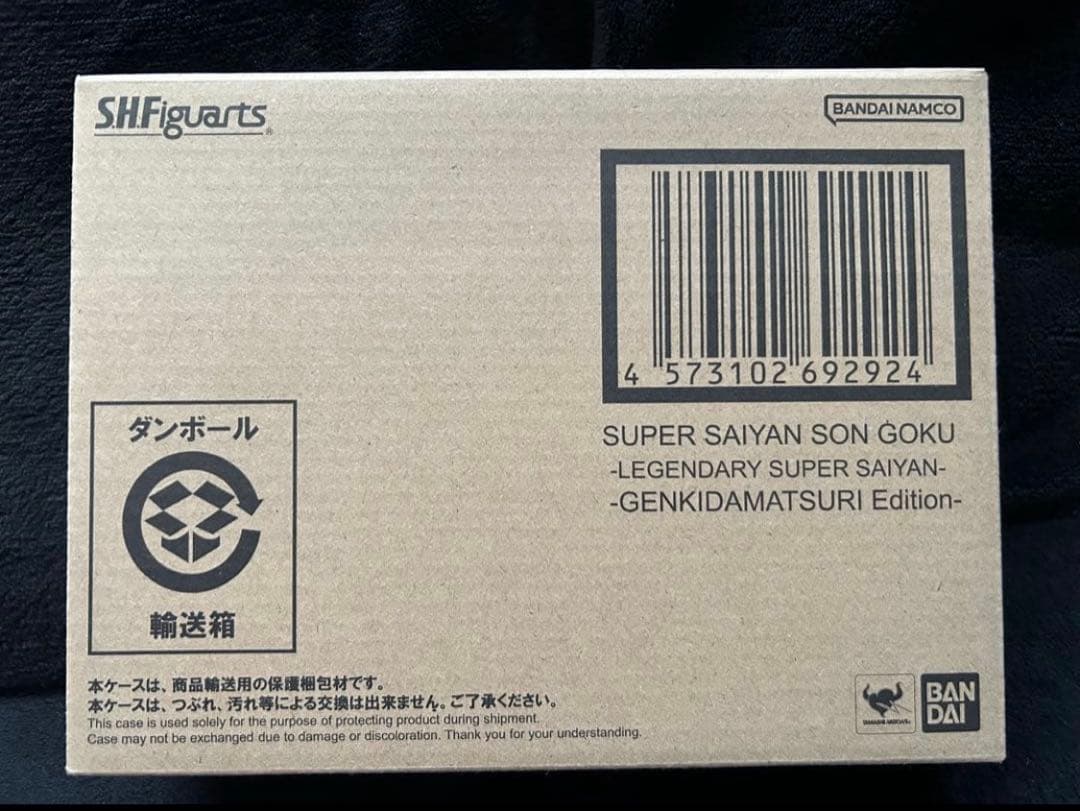 S.H.Figuarts®
BANDAI NAMCO
4 573102 692924
SUPER SAIYAN SON GOKU
-LEGENDARY SUPER SAIYAN-
-GENKIDAMATSURI Edition-
ダンボール
輸送箱
本ケースは、商品輸送用の保護梱包材です。
本ケースは、つぶれ、汚れ等による交換は出来ません。ご了承ください。
This case is used solely for the purpose of protecting product during shipment.
Case may not be exchanged due to damage or discoloration. Thank you for your understanding.
TAMASHII NATIONS
BAN
DAI